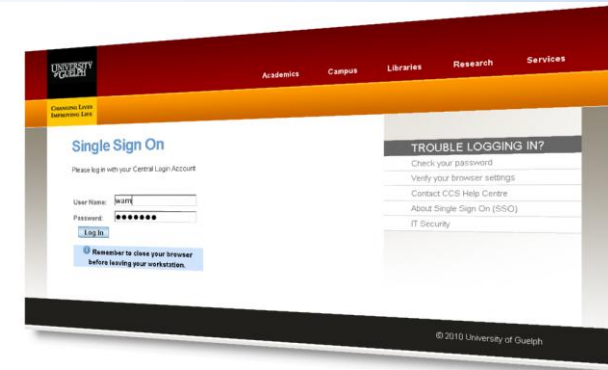 UNIVERSITY
OF GUELPH
CHANGING LIVES
IMPROVING LIFE
Academics Campus Libraries Research Services
Single Sign On
Please log in with your Central Login Account
User Name: warn
Password: ●●●●●●●
Log In
Remember to close your browser
before leaving your workstation.
TROUBLE LOGGING IN?
Check your password
Verify your browser settings
Contact CCS Help Centre
About Single Sign On (SSO)
IT Security
© 2010 University of Guelph